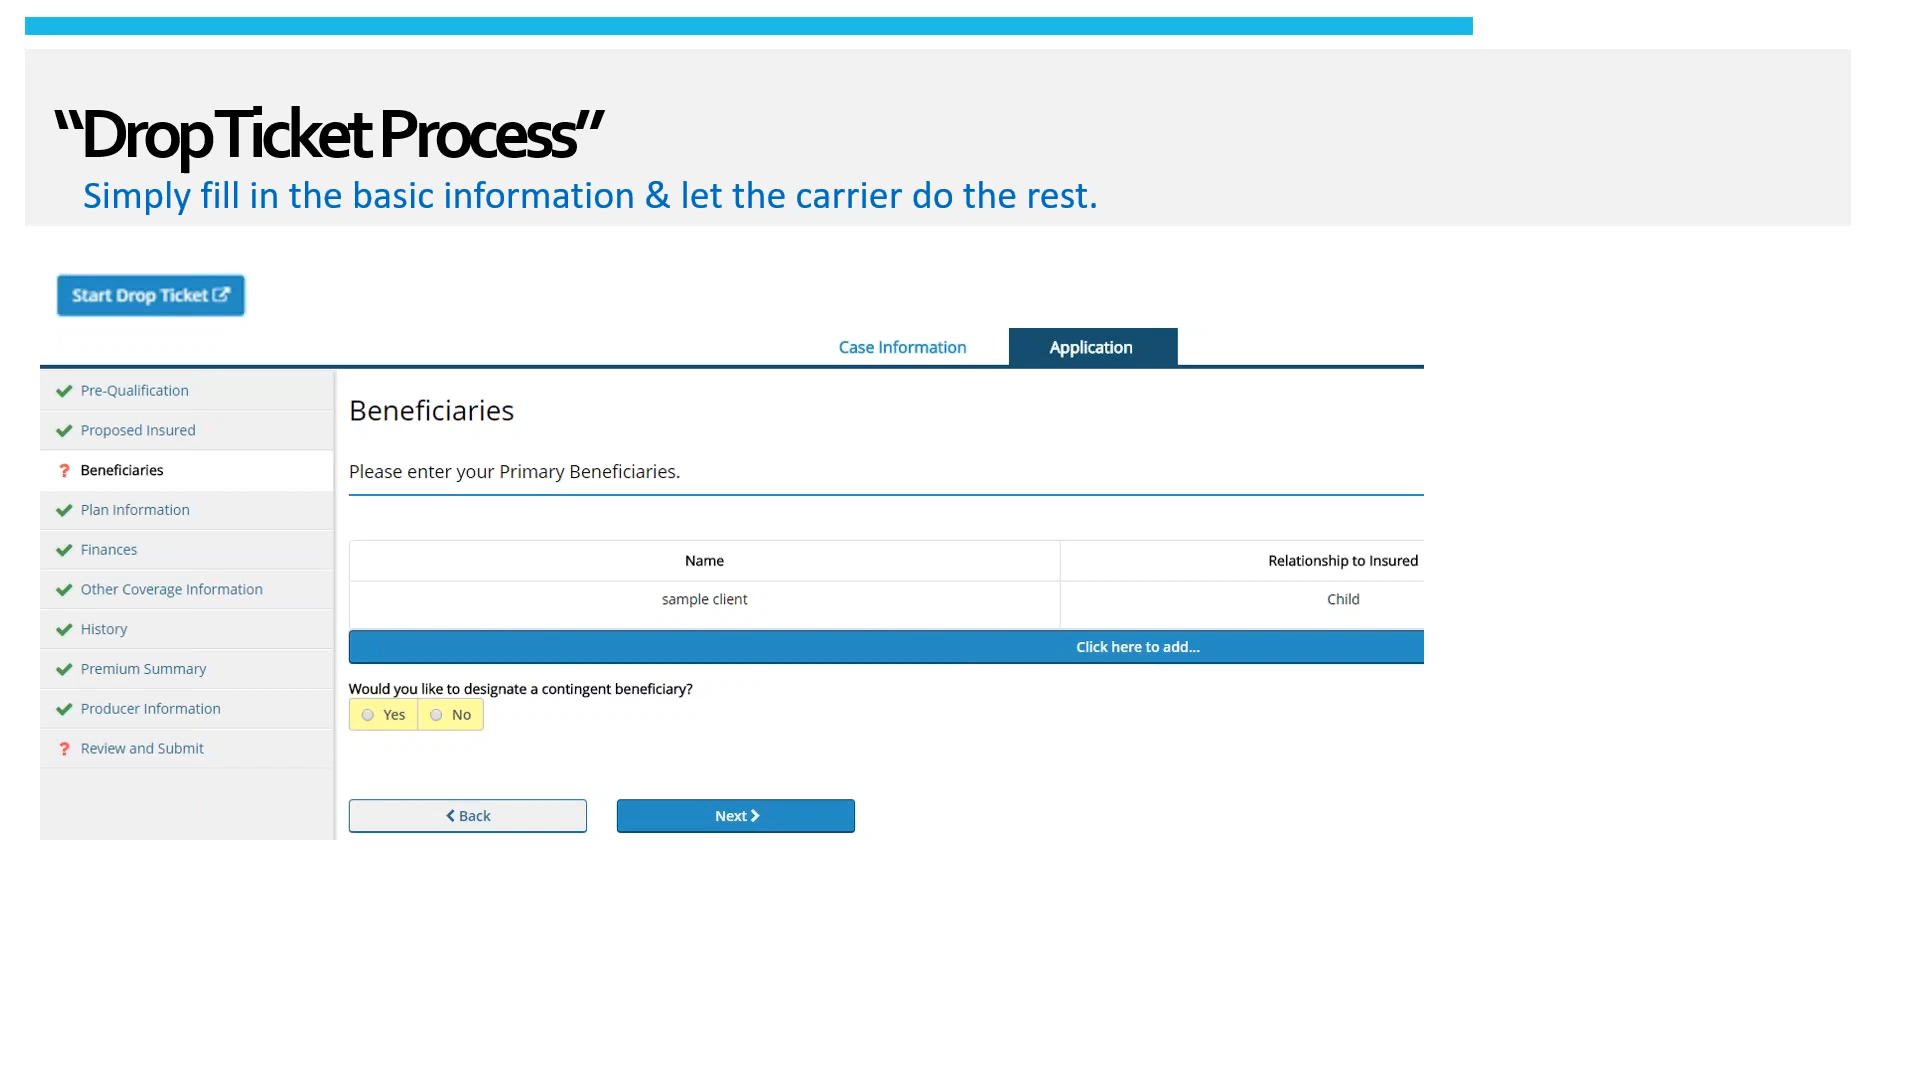 “Drop Ticket Process”
Simply fill in the basic information & let the carrier do the rest.
Start Drop Ticket
Case Information
Application
Pre-Qualification
Proposed Insured
? Beneficiaries
Plan Information
Finances
Other Coverage Information
History
Premium Summary
Producer Information
? Review and Submit
Beneficiaries
Please enter your Primary Beneficiaries.
Name Relationship to Insured
sample client Child
Click here to add...
Would you like to designate a contingent beneficiary?
Yes No
Back Next